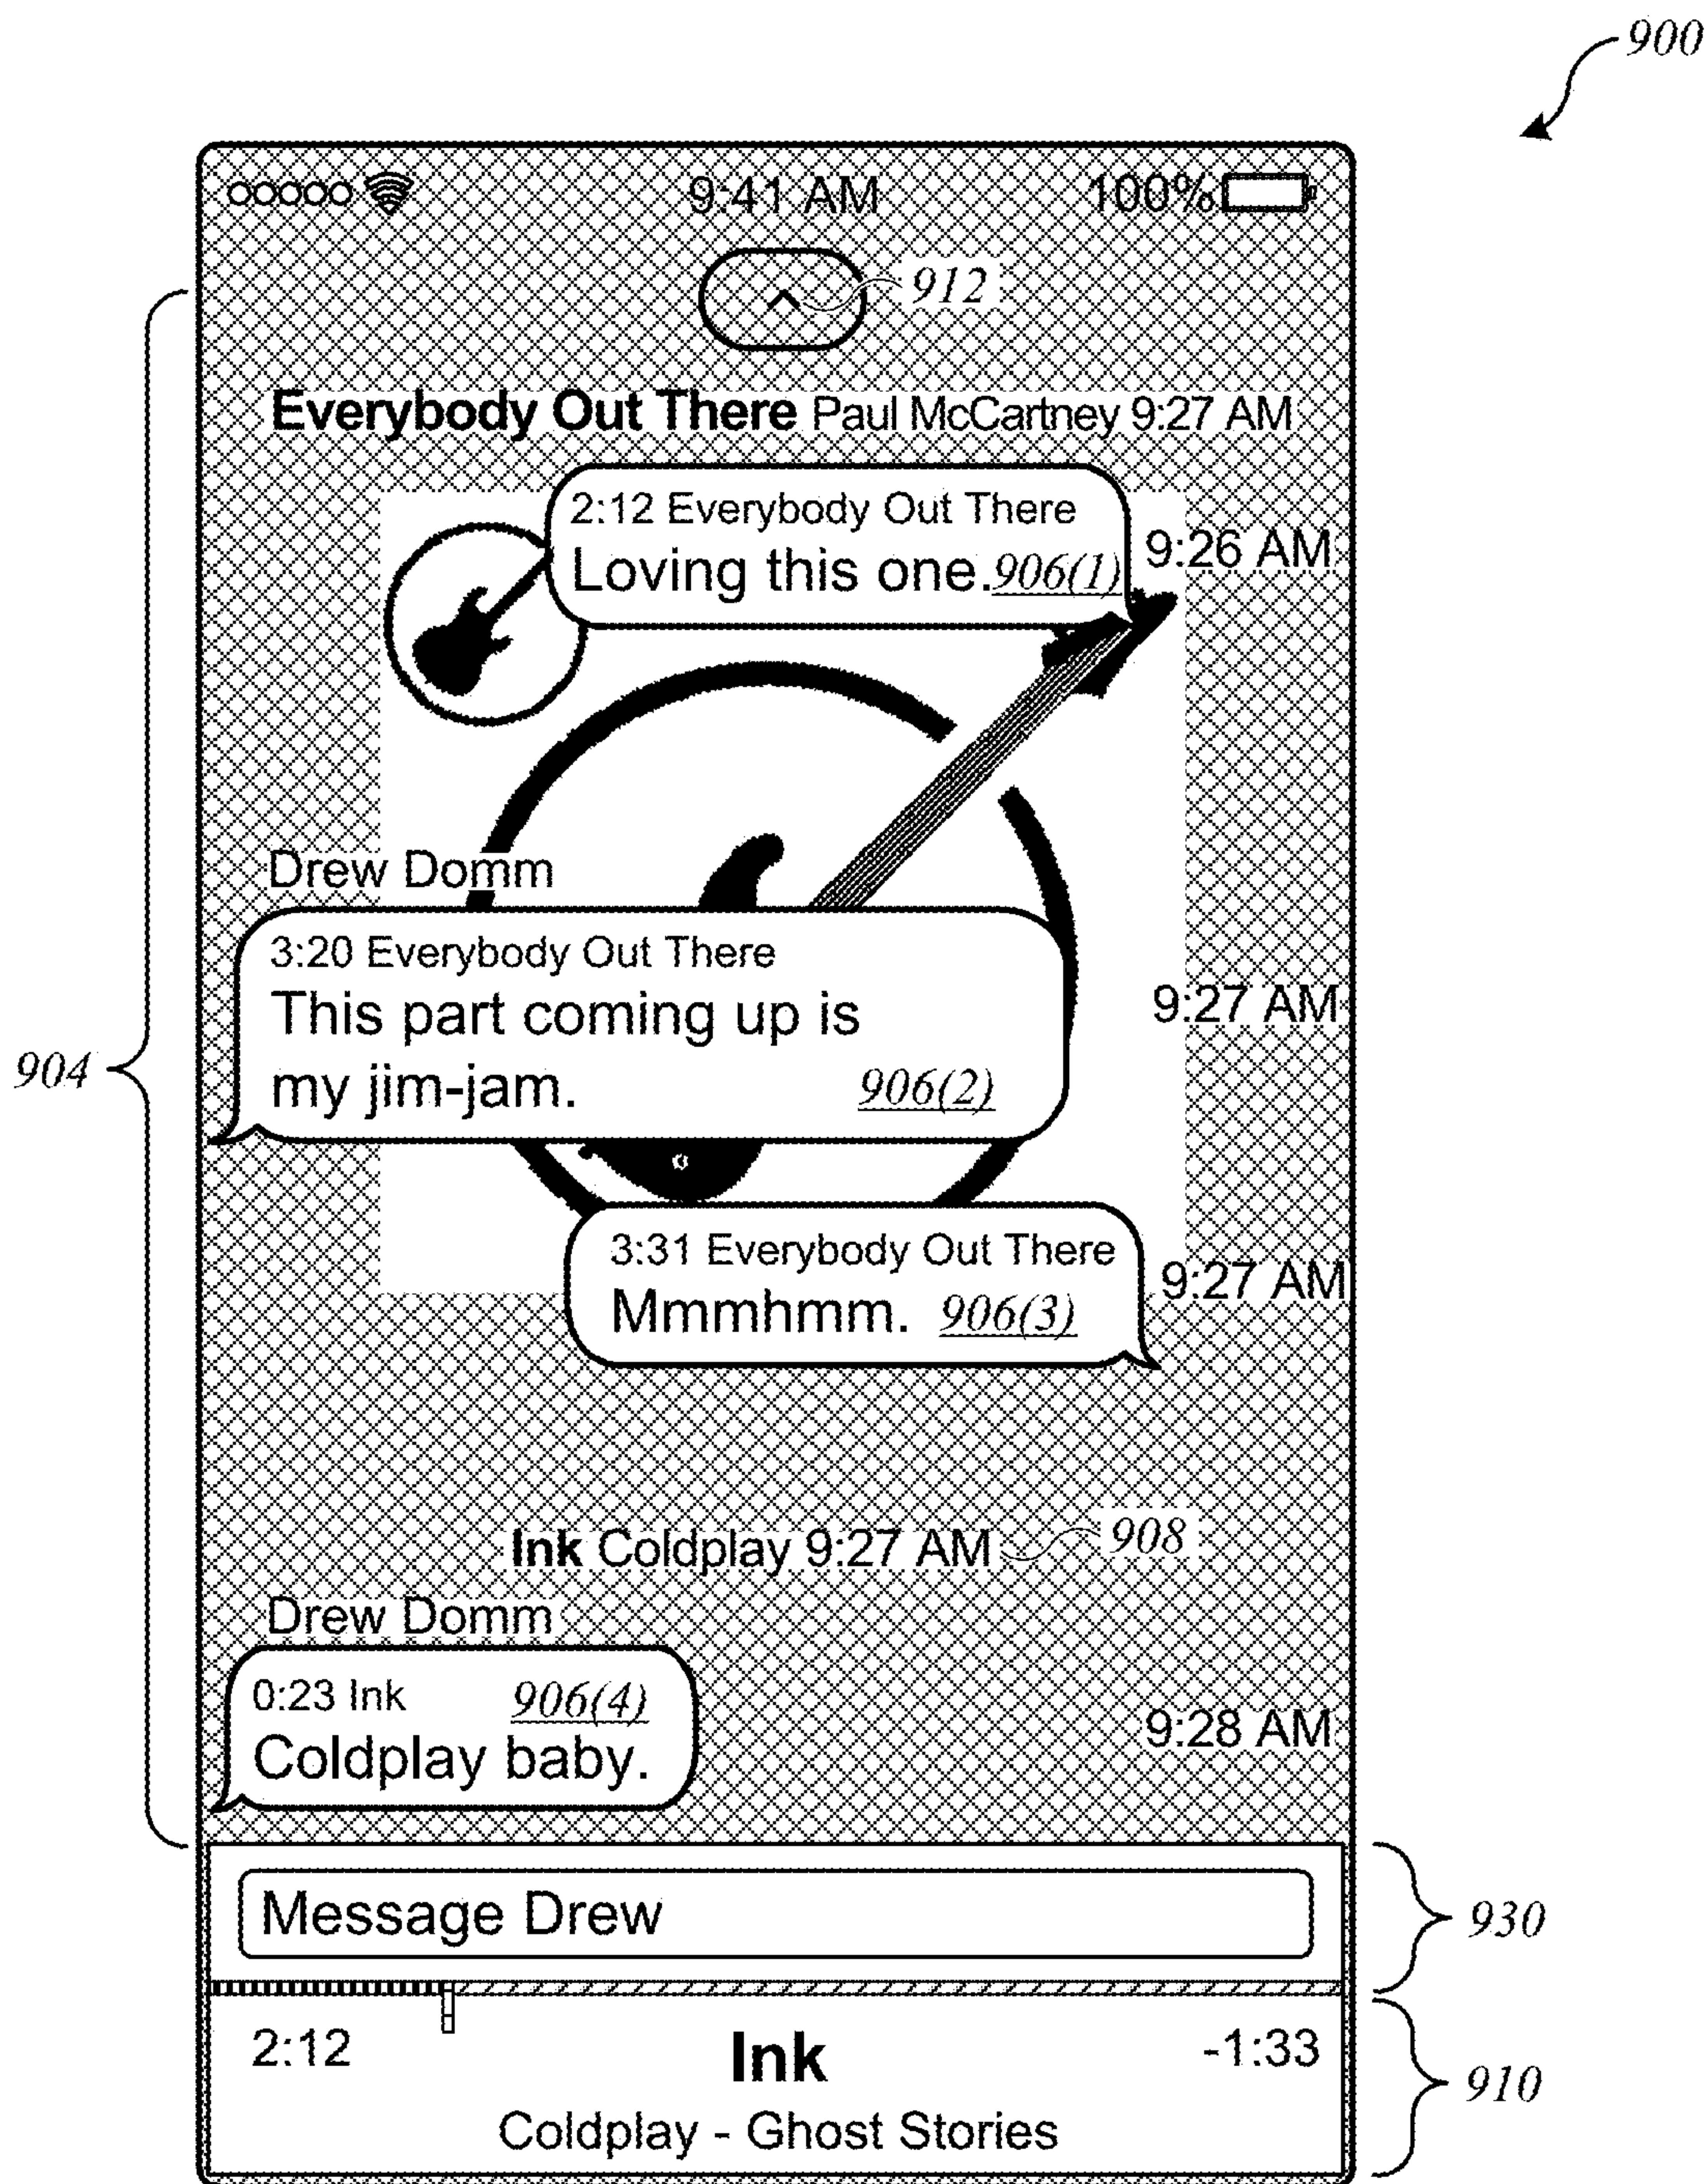 900
ooooo 9:41 AM 100%
912
Everybody Out There Paul McCartney 9:27 AM
2:12 Everybody Out There
Loving this one. 906(1)
9:26 AM
Drew Domm
3:20 Everybody Out There
This part coming up is
my jim-jam. 906(2)
9:27 AM
904
3:31 Everybody Out There
Mmmhmm. 906(3)
9:27 AM
Ink Coldplay 9:27 AM 908
Drew Domm
0:23 Ink 906(4)
Coldplay baby.
9:28 AM
Message Drew
930
2:12 Ink -1:33
910
Coldplay - Ghost Stories